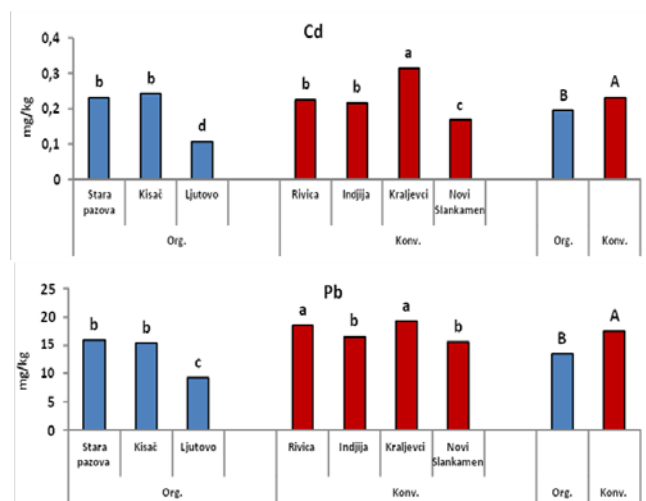 Cd
mg/kg
0,4
0,3
0,2
0,1
0
b b d b b a c B A
Stara pazova Kisač Ljutovo Rivica Indjija Kraljevci Novi Slankamen Org. Konv.
Org. Konv.
Pb
mg/kg
25
20
15
10
5
0
b b c a b a b B A
Stara pazova Kisač Ljutovo Rivica Indjija Kraljevci Novi Slankamen Org. Konv.
Org. Konv.